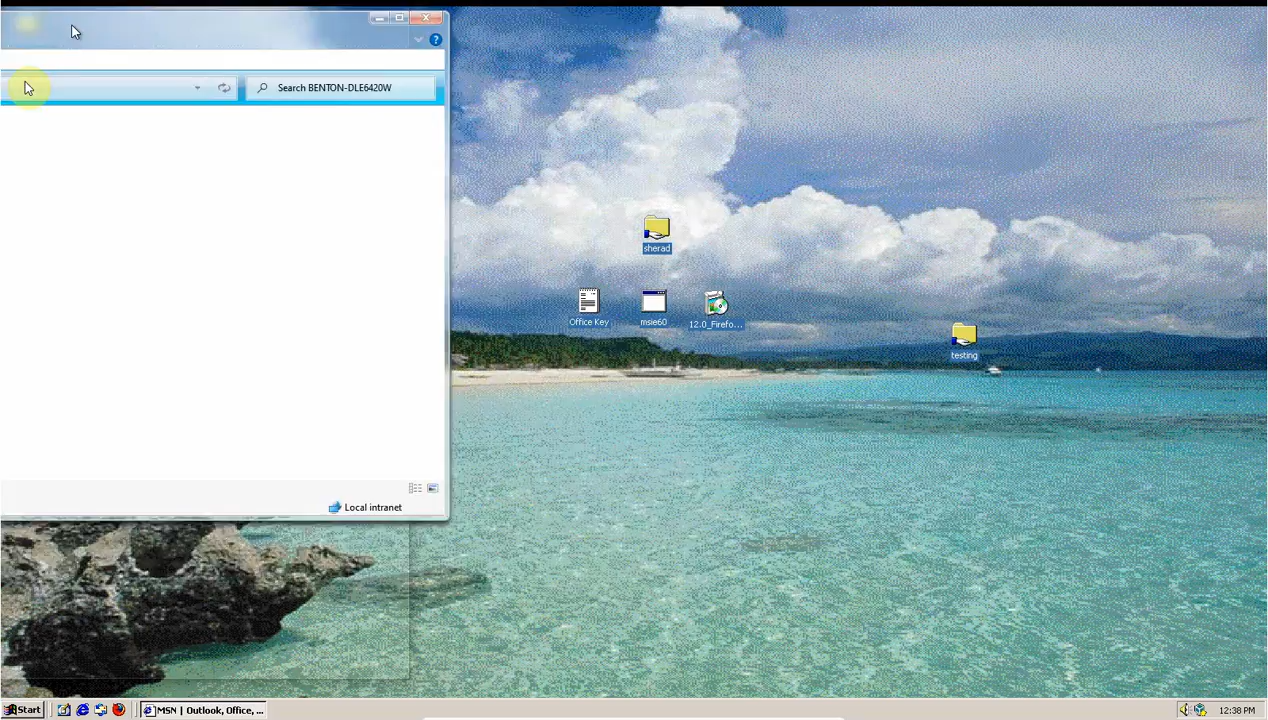 Search BENTON-DLE6420W
sherad
Office Key
msie60
12.0_Firefo...
testing
Local intranet
Start
MSN | Outlook, Office, ...
12:38 PM